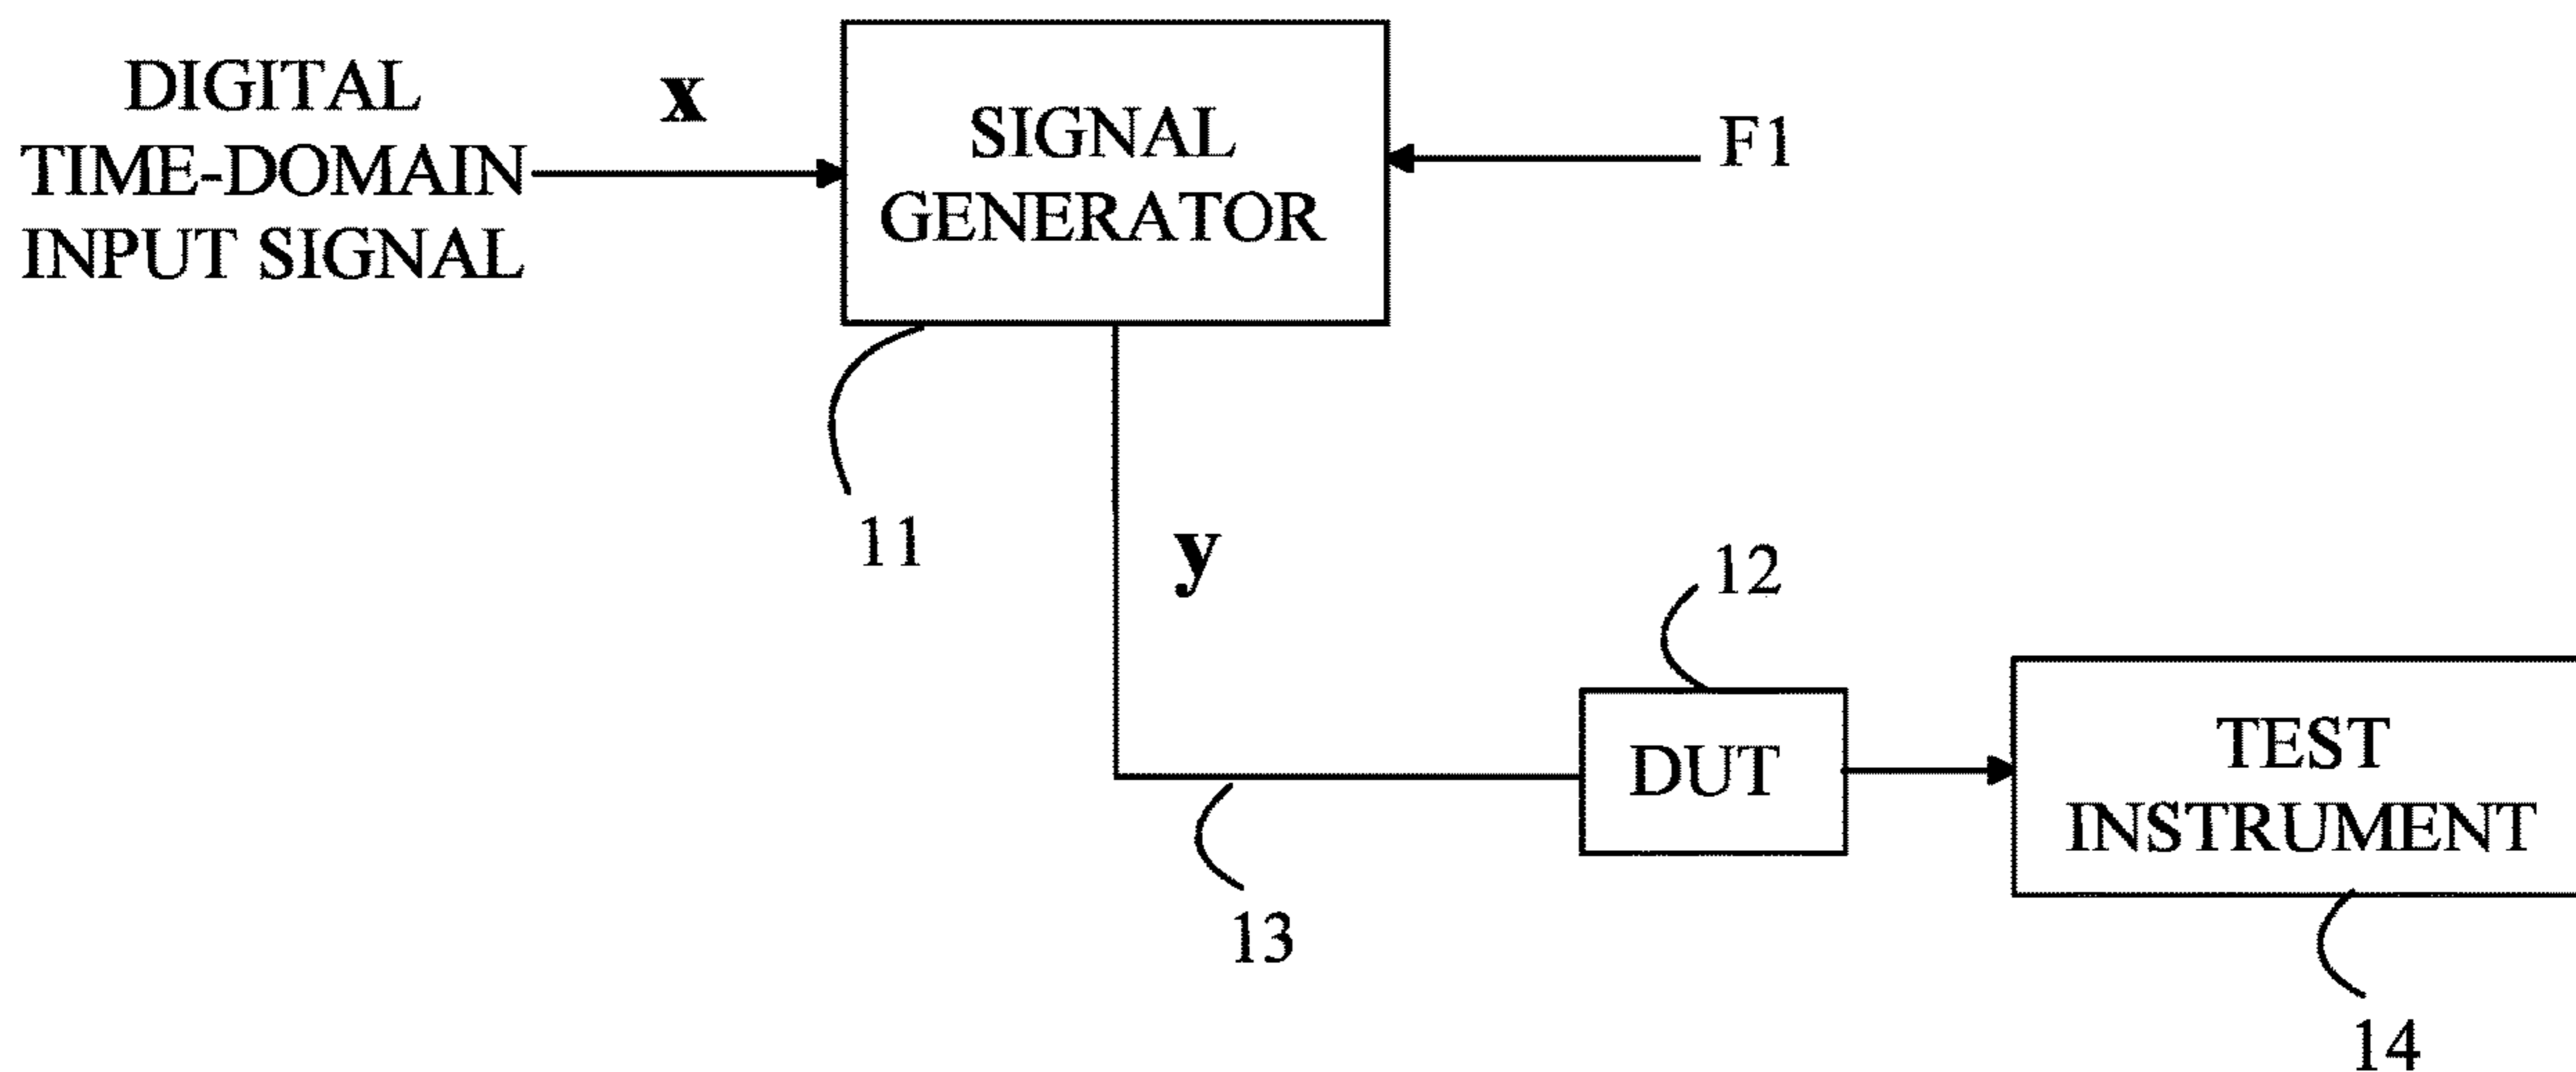 DIGITAL
TIME-DOMAIN
INPUT SIGNAL
x
SIGNAL
GENERATOR
F1
11
y
12
DUT
13
TEST
INSTRUMENT
14